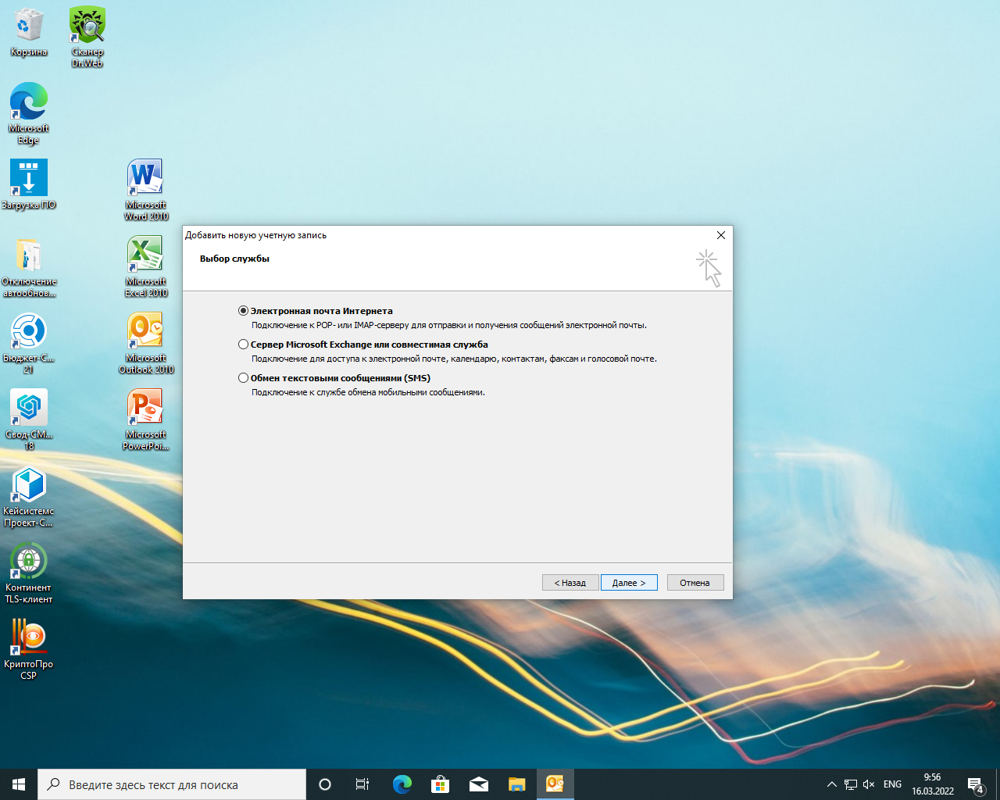 Корзина
Сканер
Dr.Web
Microsoft
Edge
Загрузка ПО
Microsoft
Word 2010
Отключение
автообнов...
Microsoft
Excel 2010
Бюджет-С...
21
Microsoft
Outlook 2010
Свод-СМ...
18
Microsoft
PowerPoi...
Кейсистемс
Проект-С...
Континент
TLS-клиент
КриптоПро
CSP
Добавить новую учетную запись
Выбор службы
Электронная почта Интернета
Подключение к POP- или IMAP-серверу для отправки и получения сообщений электронной почты.
Сервер Microsoft Exchange или совместимая служба
Подключение для доступа к электронной почте, календарю, контактам, факсам и голосовой почте.
Обмен текстовыми сообщениями (SMS)
Подключение к службе обмена мобильными сообщениями.
< Назад
Далее >
Отмена
Введите здесь текст для поиска
ENG
9:56
16.03.2022
4